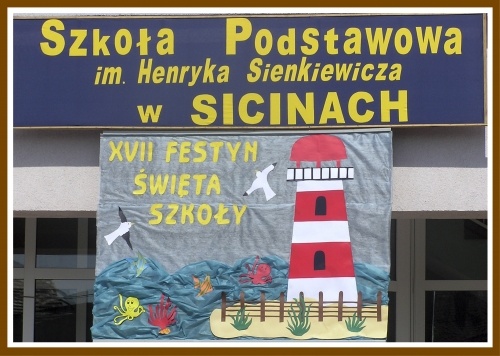 Szkoła Podstawowa
im. Henryka Sienkiewicza
w SICINACH
XVII FESTYN
ŚWIĘTA
SZKOŁY